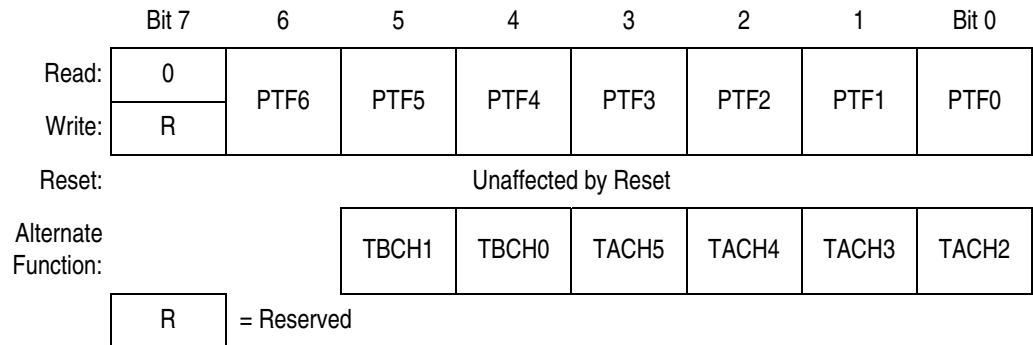 Bit 7 6 5 4 3 2 1 Bit 0
Read: 0 PTF6 PTF5 PTF4 PTF3 PTF2 PTF1 PTF0
Write: R
Reset: Unaffected by Reset
Alternate
Function: TBCH1 TBCH0 TACH5 TACH4 TACH3 TACH2
R = Reserved